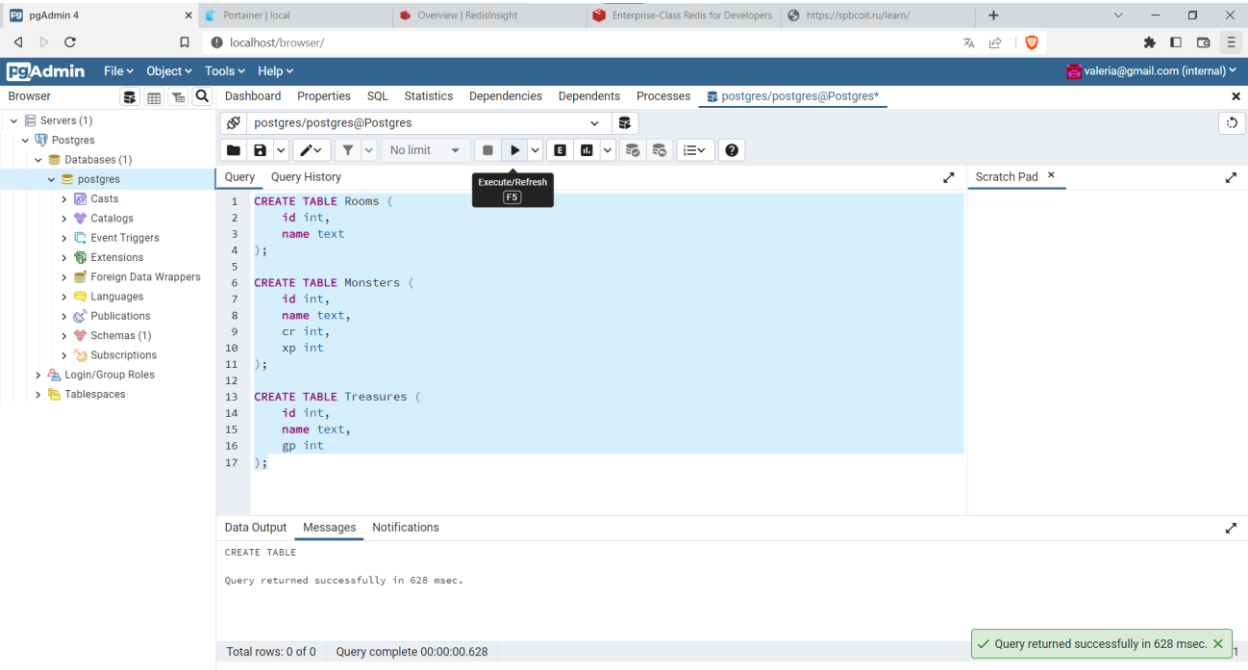 pgAdmin 4
Portainer | local
Overview | RedisInsight
Enterprise-Class Redis for Developers
https://spbcoit.ru/learn/
localhost/browser/
pgAdmin File Object Tools Help
valeria@gmail.com (internal)
Browser
Dashboard Properties SQL Statistics Dependencies Dependents Processes postgres/postgres@Postgres*
Servers (1)
Postgres
Databases (1)
postgres
Casts
Catalogs
Event Triggers
Extensions
Foreign Data Wrappers
Languages
Publications
Schemas (1)
Subscriptions
Login/Group Roles
Tablespaces
postgres/postgres@Postgres
No limit
E
Query Query History
Execute/Refresh
F5
Scratch Pad
1 CREATE TABLE Rooms (
2 id int,
3 name text
4 );
5
6 CREATE TABLE Monsters (
7 id int,
8 name text,
9 cr int,
10 xp int
11 );
12
13 CREATE TABLE Treasures (
14 id int,
15 name text,
16 gp int
17 );
Data Output Messages Notifications
CREATE TABLE
Query returned successfully in 628 msec.
Total rows: 0 of 0 Query complete 00:00:00.628
Query returned successfully in 628 msec.